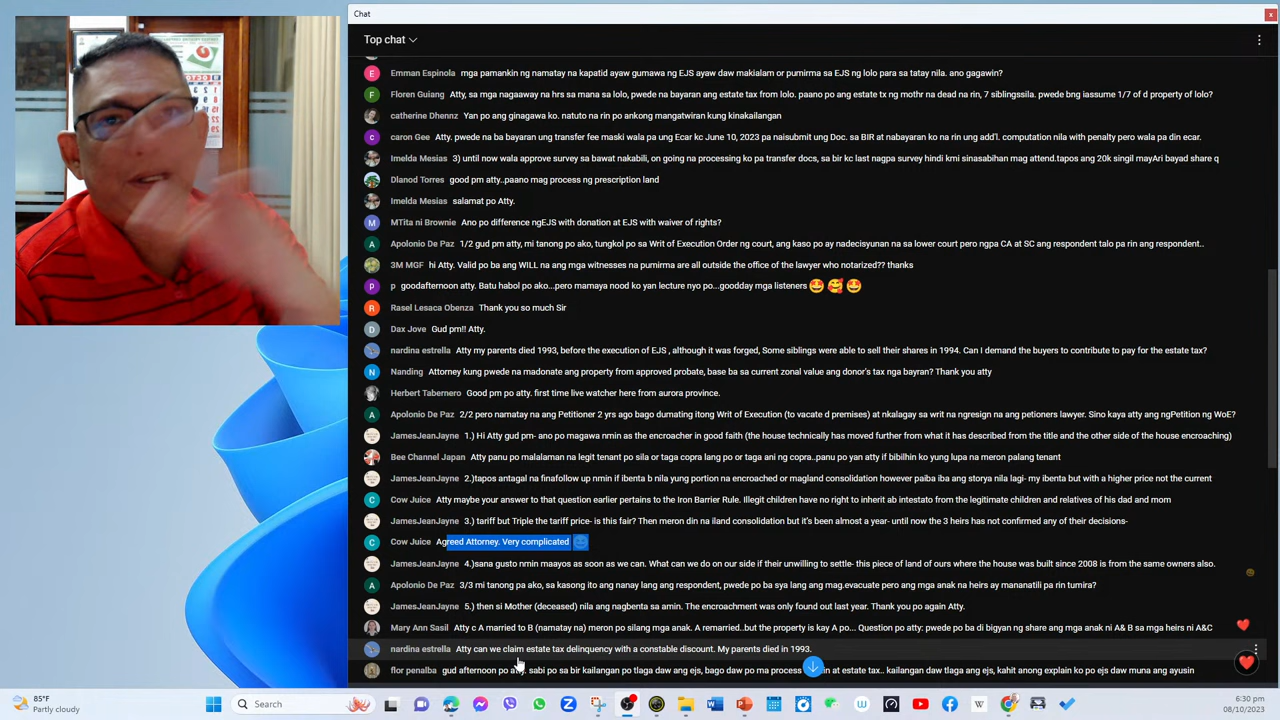 Chat
Top chat
Emman Espinola mga pamankin ng namatay na kapatid ayaw gumawa ng EJS ayaw daw makialam or pumirma sa EJS ng lolo para sa tatay nila. ano gagawin?
Floren Guiang Atty, sa mga nagaaway na hrs sa mana sa lolo, pwede na bayaran ang estate tax from lolo. paano po ang estate tx ng mothr na dead na rin, 7 siblingssila. pwede bng iassume 1/7 of d property of lolo?
catherine Dhennz Yan po ang ginagawa ko. natuto na rin po ankong mangatwiran kung kinakailangan
caron Gee Atty. pwede na ba bayaran ung transfer fee maski wala pa ung Ecar kc June 10, 2023 pa naisubmit ung Doc. sa BIR at nabayaran ko na rin ung add'l. computation nila with penalty pero wala pa din ecar.
Imelda Mesias 3) until now wala approve survey sa bawat nakabili, on going na processing ko pa transfer docs, sa bir kc last nagpa survey hindi kmi sinasabihan mag attend.tapos ang 20k singil mayAri bayad share q
Dlanod Torres good pm atty..paano mag process ng prescription land
Imelda Mesias salamat po Atty.
MTita ni Brownie Ano po difference ngEJS with donation at EJS with waiver of rights?
Apolonio De Paz 1/2 gud pm atty, mi tanong po ako, tungkol po sa Writ of Execution Order ng court, ang kaso po ay nadecisyunan na sa lower court pero ngpa CA at SC ang respondent talo pa rin ang respondent..
3M MGF hi Atty. Valid po ba ang WILL na ang mga witnesses na pumirma are all outside the office of the lawyer who notarized?? thanks
p goodafternoon atty. Batu habol po ako...pero mamaya nood ko yan lecture nyo po...goodday mga listeners 🤩🥰🤩
Rasel Lesaca Obenza Thank you so much Sir
Dax Jove Gud pm!! Atty.
nardina estrella Atty my parents died 1993, before the execution of EJS , although it was forged, Some siblings were able to sell their shares in 1994. Can I demand the buyers to contribute to pay for the estate tax?
Nanding Attorney kung pwede na madonate ang property from approved probate, base ba sa current zonal value ang donor's tax nga bayran? Thank you atty
Herbert Tabernero Good pm po atty. first time live watcher here from aurora province.
Apolonio De Paz 2/2 pero namatay na ang Petitioner 2 yrs ago bago dumating itong Writ of Execution (to vacate d premises) at nkalagay sa writ na ngresign na ang petioners lawyer. Sino kaya atty ang ngPetition ng WoE?
JamesJeanJayne 1.) Hi Atty gud pm- ano po magawa nmin as the encroacher in good faith (the house technically has moved further from what it has described from the title and the other side of the house encroaching)
Bee Channel Japan Atty panu po malalaman na legit tenant po sila or taga copra lang po or taga ani ng copra..panu po yan atty if bibilhin ko yung lupa na meron palang tenant
JamesJeanJayne 2.)tapos antagal na finafollow up nmin if ibenta b nila yung portion na encroached or magland consolidation however paiba iba ang storya nila lagi- my ibenta but with a higher price not the current
Cow Juice Atty maybe your answer to that question earlier pertains to the Iron Barrier Rule. Illegit children have no right to inherit ab intestato from the legitimate children and relatives of his dad and mom
JamesJeanJayne 3.) tariff but Triple the tariff price- is this fair? Then meron din na iland consolidation but it's been almost a year- until now the 3 heirs has not confirmed any of their decisions-
Cow Juice Agreed Attorney. Very complicated
JamesJeanJayne 4.)sana gusto nmin maayos as soon as we can. What can we do on our side if their unwilling to settle- this piece of land of ours where the house was built since 2008 is from the same owners also.
Apolonio De Paz 3/3 mi tanong pa ako, sa kasong ito ang nanay lang ang respondent, pwede po ba sya lang ang mag.evacuate pero ang mga anak na heirs ay mananatili pa rin tumira?
JamesJeanJayne 5.) then si Mother (deceased) nila ang nagbenta sa amin. The encroachment was only found out last year. Thank you po again Atty.
Mary Ann Sasil Atty c A married to B (namatay na) meron po silang mga anak. A remarried..but the property is kay A po... Question po atty: pwede po ba di bigyan ng share ang mga anak ni A& B sa mga heirs ni A&C
nardina estrella Atty can we claim estate tax delinquency with a constable discount. My parents died in 1993.
flor penalba gud afternoon po atty. sabi po sa bir kailangan po tlaga daw ang ejs, bago daw po ma process in at estate tax.. kailangan daw tlaga ang ejs, kahit anong explain ko po ejs daw muna ang ayusin
85°F
Partly cloudy
Search
6:30 pm
08/10/2023